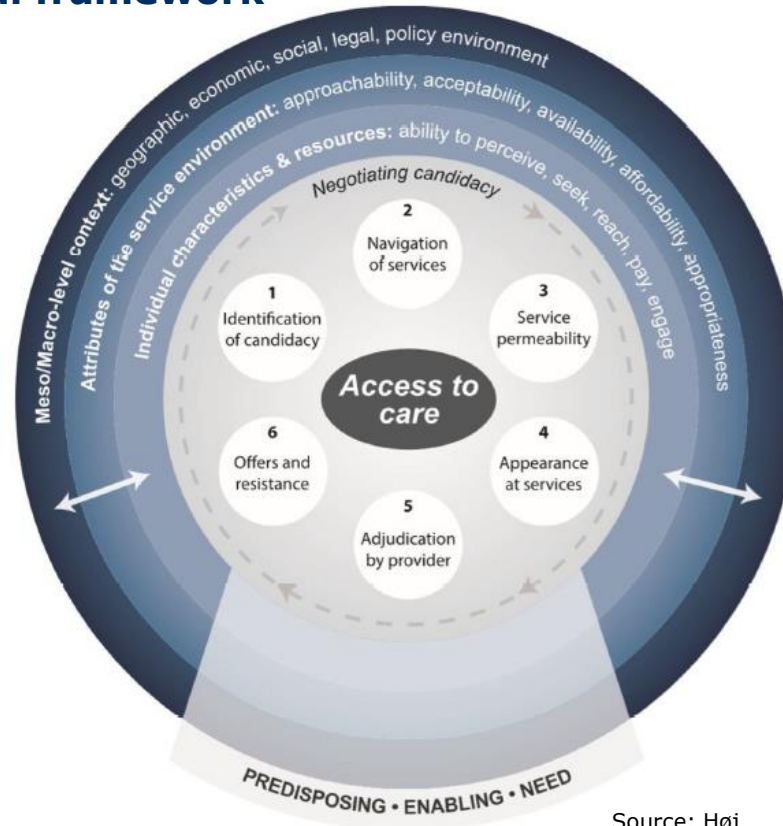 framework
Meso/Macro-level context: geographic, economic, social, legal, policy environment
Attributes of the service environment: approachability, acceptability, availability, affordability, appropriateness
Individual characteristics & resources: ability to perceive, seek, reach, pay, engage
Negotiating candidacy
1
Identification
of candidacy
2
Navigation
of services
3
Service
permeability
4
Appearance
at services
5
Adjudication
by provider
6
Offers and
resistance
Access to
care
PREDISPOSING • ENABLING • NEED
Source: Høj